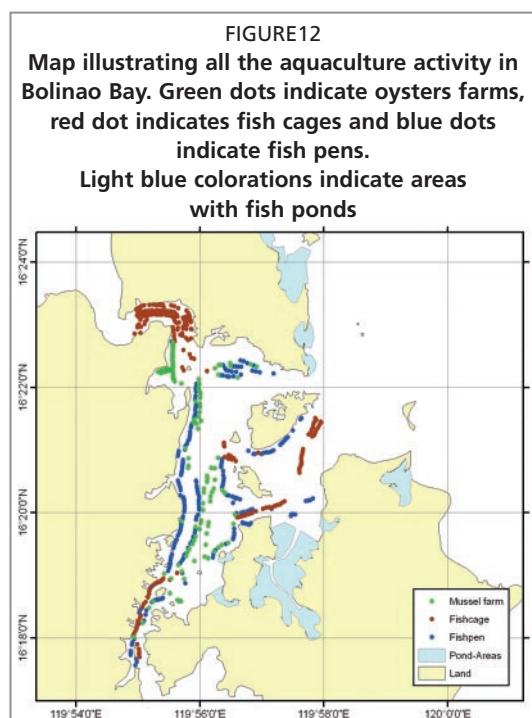 FIGURE12
Map illustrating all the aquaculture activity in
Bolinao Bay. Green dots indicate oysters farms,
red dot indicates fish cages and blue dots
indicate fish pens.
Light blue colorations indicate areas
with fish ponds
16°24'0"N
16°22'0"N
16°20'0"N
16°18'0"N
Mussel farm
Fishcage
Fishpen
Pond-Areas
Land
119°54'0"E
119°56'0"E
119°58'0"E
120°0'0"E